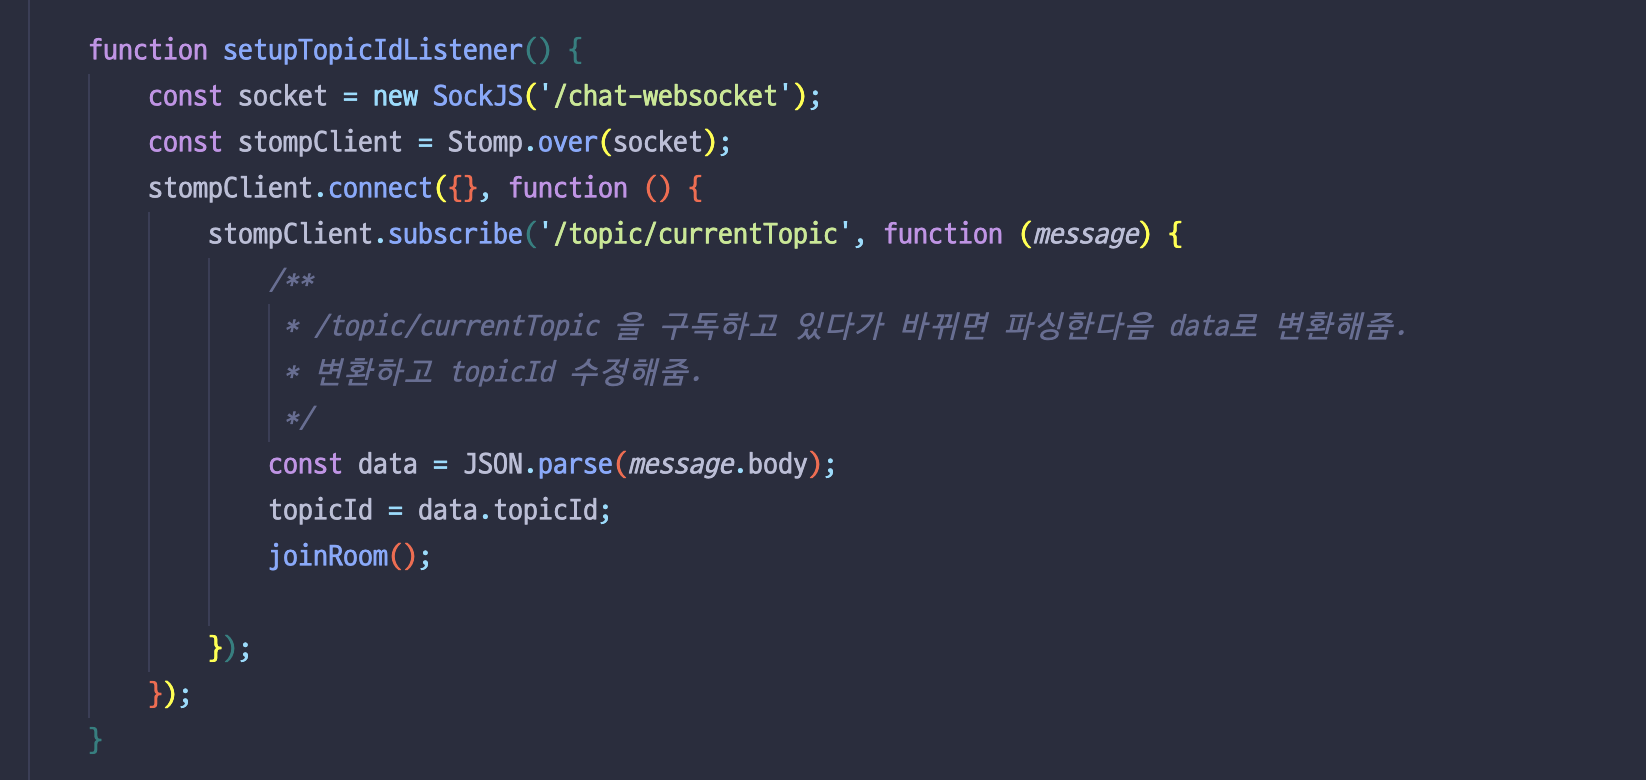 function setupTopicIdListener() {
const socket = new SockJS('/chat-websocket');
const stompClient = Stomp.over(socket);
stompClient.connect({}, function () {
stompClient.subscribe('/topic/currentTopic', function (message) {
/**
* /topic/currentTopic 을 구독하고 있다가 바뀌면 파싱한다음 data로 변환해줌.
* 변환하고 topicId 수정해줌.
*/
const data = JSON.parse(message.body);
topicId = data.topicId;
joinRoom();
});
});
}